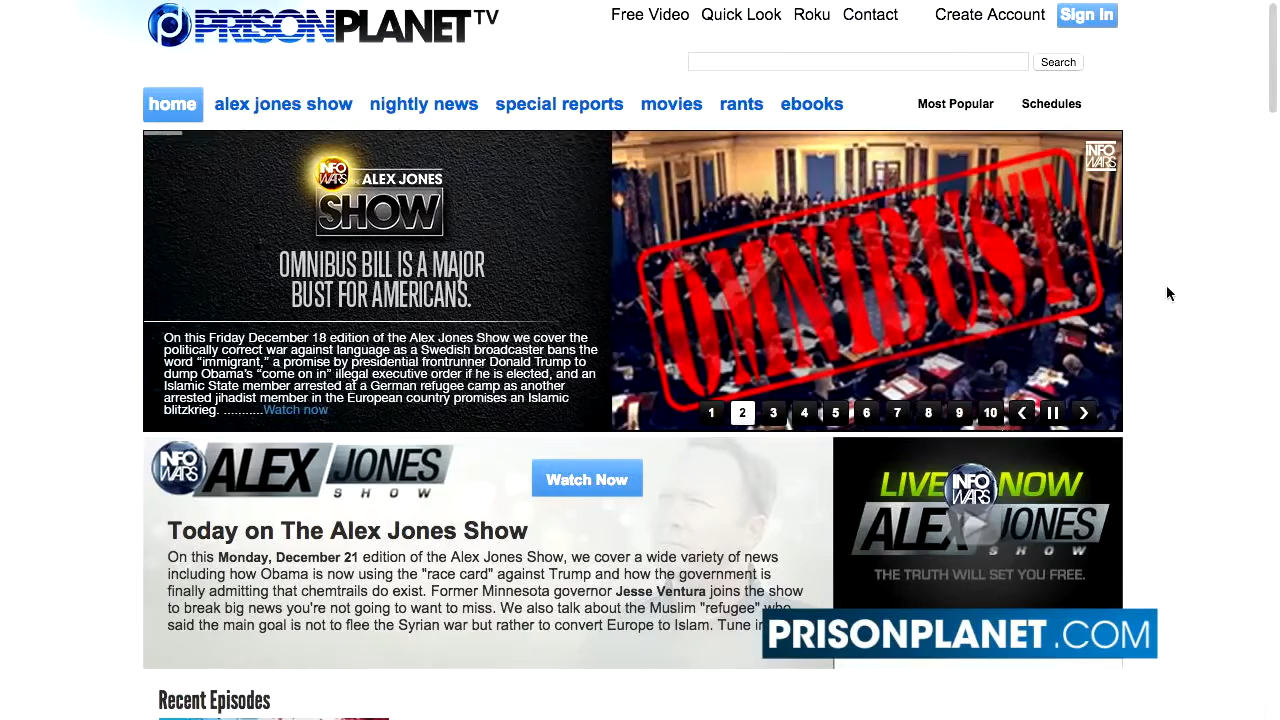 PRISONPLANET TV
Free Video Quick Look Roku Contact Create Account Sign In
Search
home alex jones show nightly news special reports movies rants ebooks Most Popular Schedules
INFO WARS
THE ALEX JONES
SHOW
OMNIBUS BILL IS A MAJOR
BUST FOR AMERICANS.
On this Friday December 18 edition of the Alex Jones Show we cover the
politically correct war against language as a Swedish broadcaster bans the
word “immigrant,” a promise by presidential frontrunner Donald Trump to
dump Obama’s “come on in” illegal executive order if he is elected, and an
Islamic State member arrested at a German refugee camp as another
arrested jihadist member in the European country promises an Islamic
blitzkrieg. ...........Watch now
INFO
WARS
OMNIBUST
1 2 3 4 5 6 7 8 9 10
INFO WARS ALEX JONES
SHOW
Watch Now
Today on The Alex Jones Show
On this Monday, December 21 edition of the Alex Jones Show, we cover a wide variety of news
including how Obama is now using the "race card" against Trump and how the government is
finally admitting that chemtrails do exist. Former Minnesota governor Jesse Ventura joins the show
to break big news you're not going to want to miss. We also talk about the Muslim "refugee" who
said the main goal is not to flee the Syrian war but rather to convert Europe to Islam. Tune in
LIVE NOW
INFO WARS
ALEX JONES
SHOW
THE TRUTH WILL SET YOU FREE.
PRISONPLANET.COM
Recent Episodes